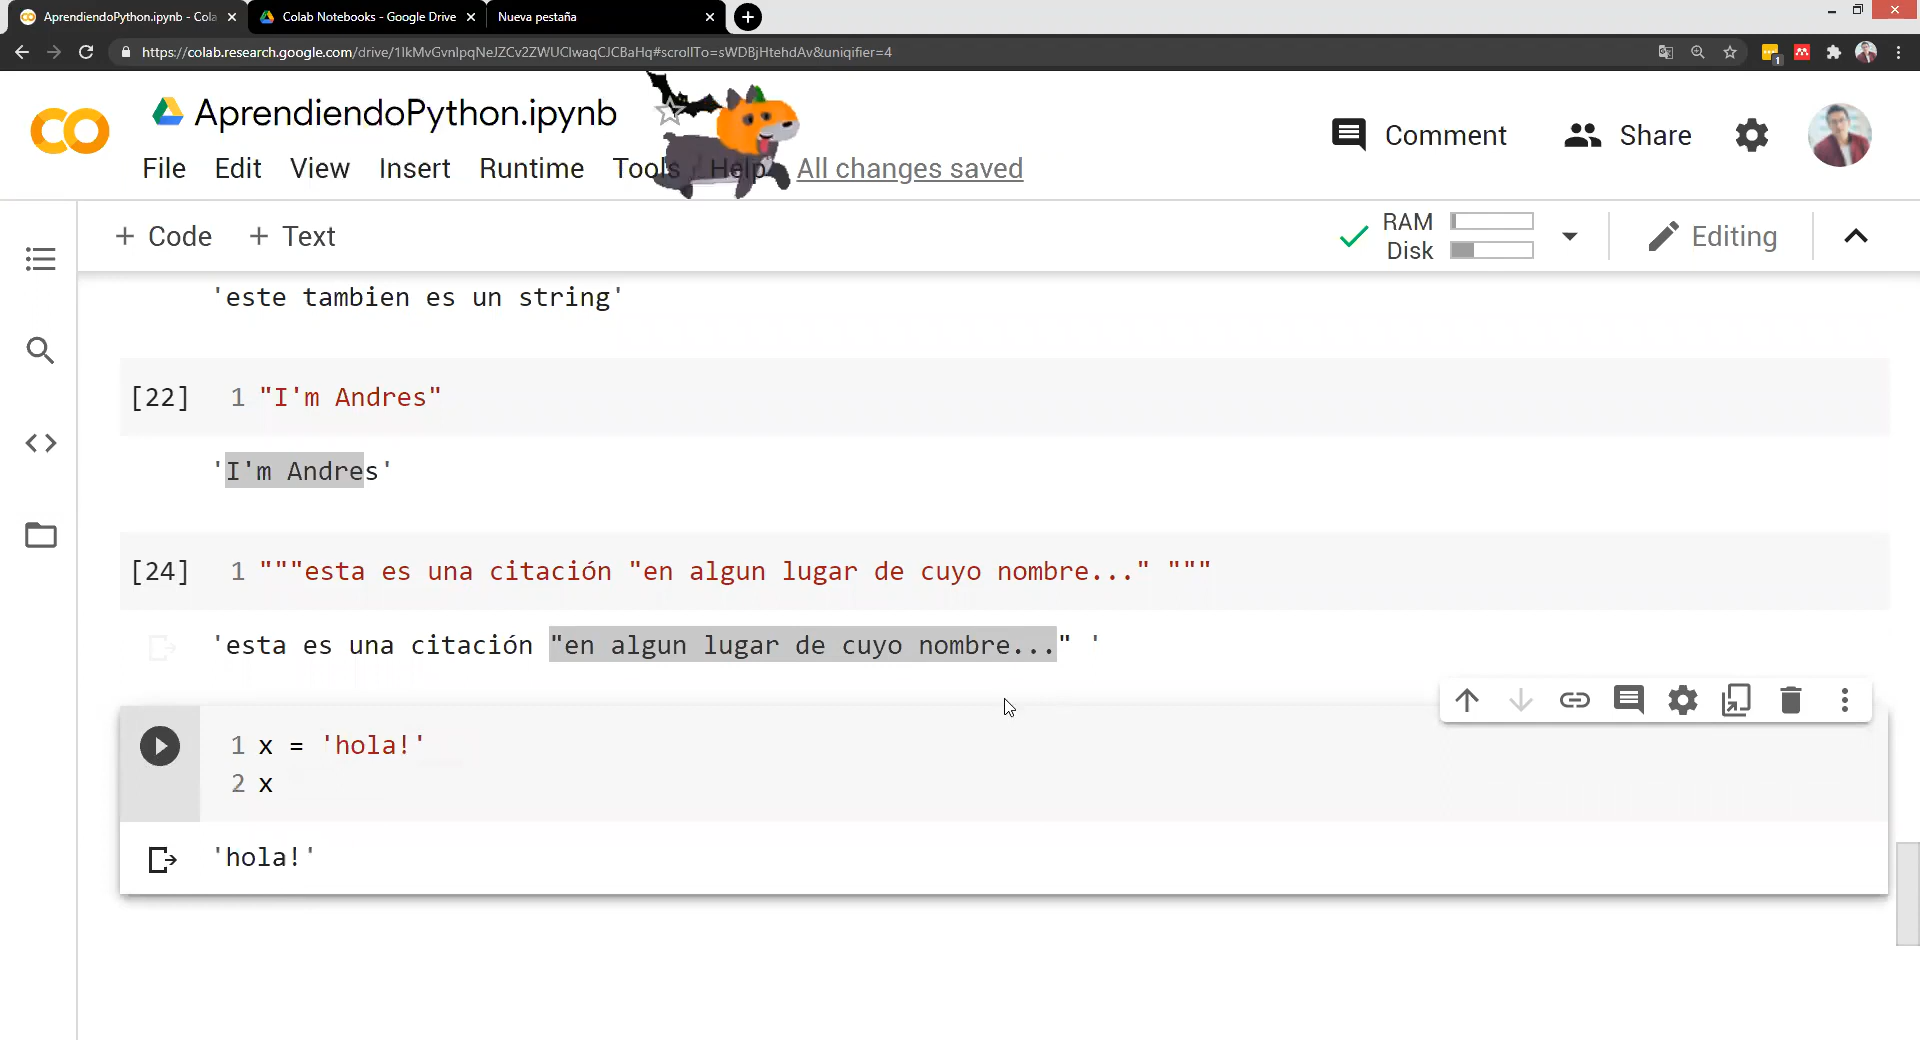 AprendiendoPython.ipynb - Cola
Colab Notebooks - Google Drive
Nueva pestaña
https://colab.research.google.com/drive/1IkMvGvnlpqNeJZCv2ZWUClwaqCJCBaHq#scrollTo=sWDBjHtehdAv&uniqifier=4
1
CO
AprendiendoPython.ipynb
Comment
Share
File Edit View Insert Runtime Tools Help All changes saved
+ Code + Text
RAM
Disk
Editing
'este tambien es un string'
[22] 1 "I'm Andres"
'I'm Andres'
[24] 1 """esta es una citación "en algun lugar de cuyo nombre..." """
'esta es una citación "en algun lugar de cuyo nombre..." '
1 x = 'hola!'
2 x
'hola!'